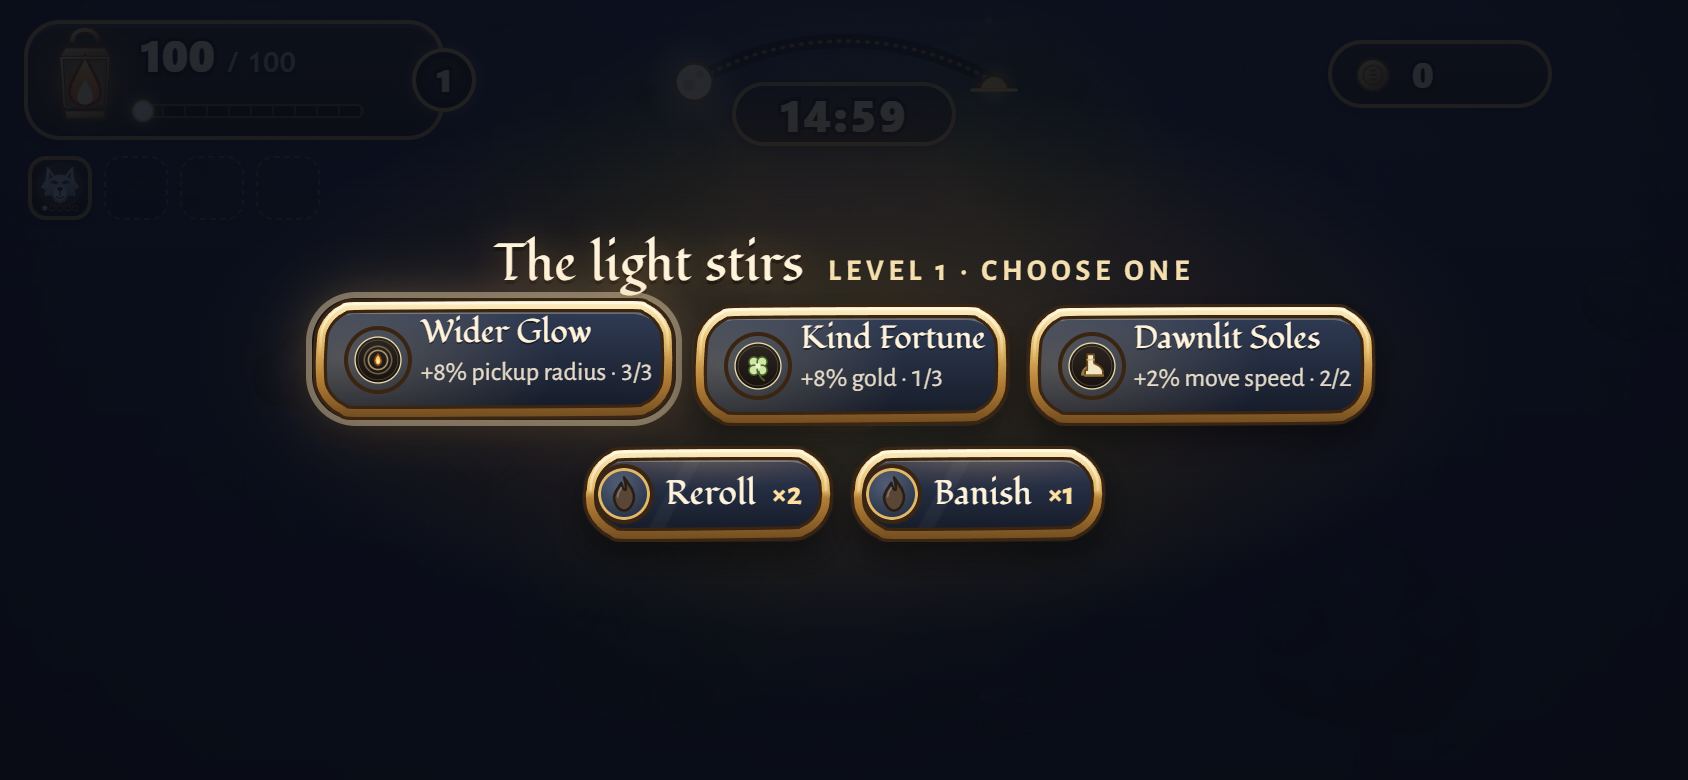 100 / 100
1
14:59
0
The light stirs LEVEL 1 · CHOOSE ONE
Wider Glow
+8% pickup radius · 3/3
Kind Fortune
+8% gold · 1/3
Dawnlit Soles
+2% move speed · 2/2
Reroll ×2
Banish ×1